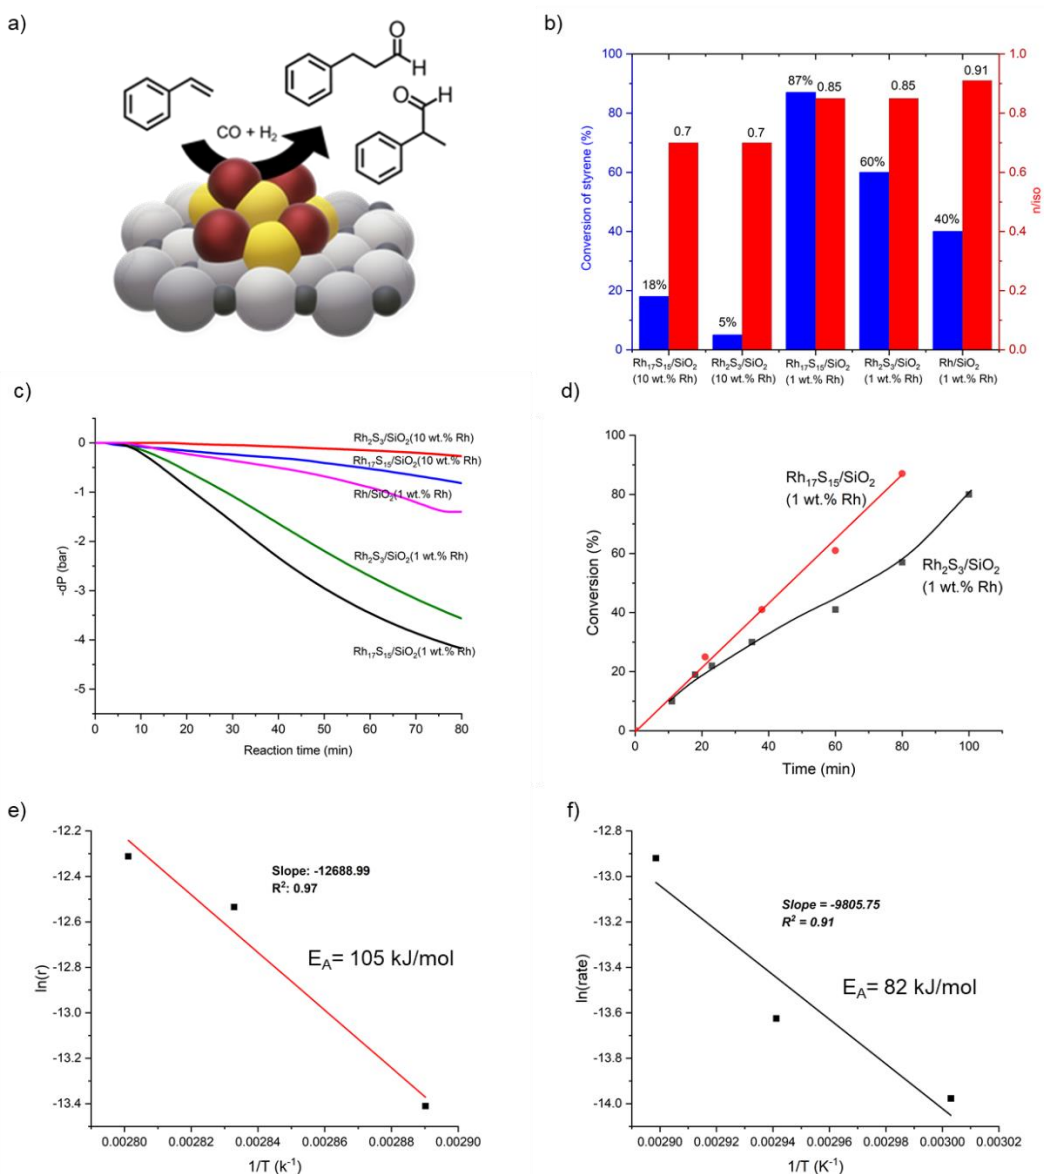 a)
O
H
O
H
CO + H₂
b)
Conversion of styrene (%)
100
80
60
40
20
0
18%
0.7
5%
0.7
87%
0.85
60%
0.85
40%
0.91
1.0
0.8
0.6
0.4
0.2
0.0
n/iso
Rh₁₇S₁₅/SiO₂
(10 wt.% Rh)
Rh₂S₃/SiO₂
(10 wt.% Rh)
Rh₁₇S₁₅/SiO₂
(1 wt.% Rh)
Rh₂S₃/SiO₂
(1 wt.% Rh)
Rh/SiO₂
(1 wt.% Rh)
c)
-dP (bar)
0
-1
-2
-3
-4
-5
Rh₂S₃/SiO₂(10 wt.% Rh)
Rh₁₇S₁₅/SiO₂(10 wt.% Rh)
Rh/SiO₂(1 wt.% Rh)
Rh₂S₃/SiO₂(1 wt.% Rh)
Rh₁₇S₁₅/SiO₂(1 wt.% Rh)
0 10 20 30 40 50 60 70 80
Reaction time (min)
d)
Conversion (%)
100
80
60
40
20
0
Rh₁₇S₁₅/SiO₂
(1 wt.% Rh)
Rh₂S₃/SiO₂
(1 wt.% Rh)
0 20 40 60 80 100
Time (min)
e)
ln(r)
-12.2
-12.4
-12.6
-12.8
-13.0
-13.2
-13.4
Slope: -12688.99
R²: 0.97
E_A= 105 kJ/mol
0.00280 0.00282 0.00284 0.00286 0.00288 0.00290
1/T (k⁻¹)
f)
ln(rate)
-12.8
-13.0
-13.2
-13.4
-13.6
-13.8
-14.0
Slope = -9805.75
R² = 0.91
E_A= 82 kJ/mol
0.00290 0.00292 0.00294 0.00296 0.00298 0.00300 0.00302
1/T (K⁻¹)